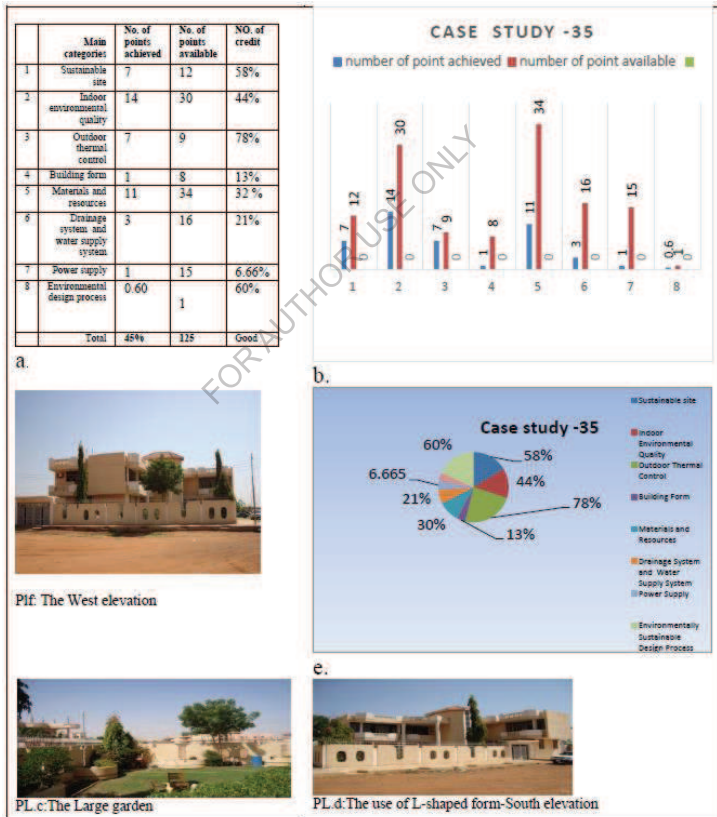 Main categories No. of points achieved No. of points available NO. of credit
1 Sustainable site 7 12 58%
2 Indoor environmental quality 14 30 44%
3 Outdoor thermal control 7 9 78%
4 Building form 1 8 13%
5 Materials and resources 11 34 32 %
6 Drainage system and water supply system 3 16 21%
7 Power supply 1 15 6.66%
8 Environmental design process 0.60 1 60%
Total 45% 125 Good
a.
CASE STUDY -35
number of point achieved number of point available
7 12 0 14 30 0 7 9 0 1 8 0 11 34 0 3 16 0 1 15 0 0.6 1 0
1 2 3 4 5 6 7 8
b.
FOR AUTHOR USE ONLY
Plf: The West elevation
Case study -35
58%
44%
78%
13%
30%
21%
6.665
60%
Sustainable site
Indoor
Environmental
Quality
Outdoor Thermal
Control
Building Form
Materials and
Resources
Drainage System
and Water
Supply System
Power Supply
Environmentally
Sustainable
Design Process
e.
PL.c:The Large garden
PL.d:The use of L-shaped form-South elevation